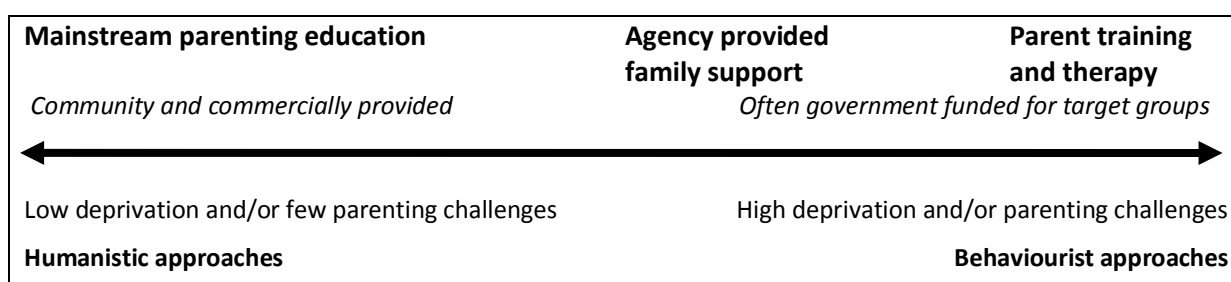 Mainstream parenting education Agency provided Parent training
family support and therapy
Community and commercially provided Often government funded for target groups
Low deprivation and/or few parenting challenges High deprivation and/or parenting challenges
Humanistic approaches Behaviourist approaches